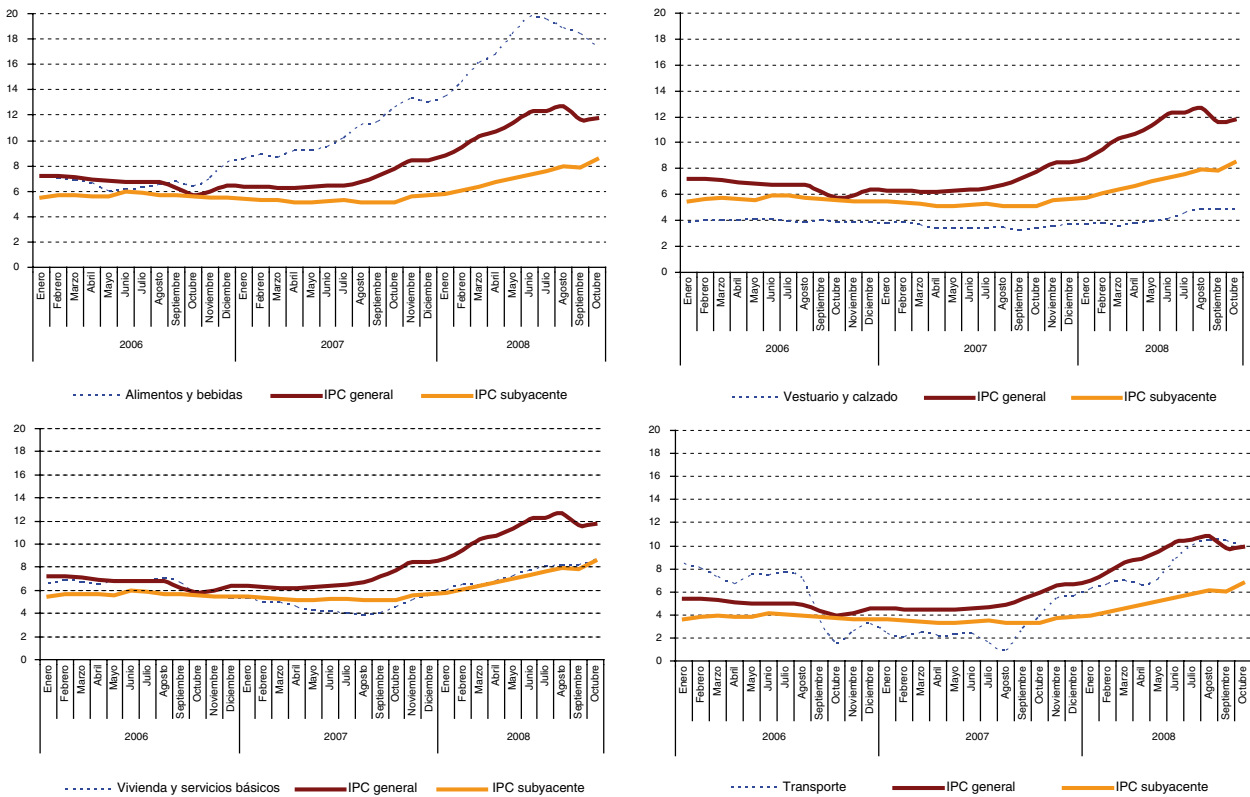 20
18
16
14
12
10
8
6
4
2
0
Enero
Febrero
Marzo
Abril
Mayo
Junio
Julio
Agosto
Septiembre
Octubre
Noviembre
Diciembre
Enero
Febrero
Marzo
Abril
Mayo
Junio
Julio
Agosto
Septiembre
Octubre
Noviembre
Diciembre
Enero
Febrero
Marzo
Abril
Mayo
Junio
Julio
Agosto
Septiembre
Octubre
2006
2007
2008
Alimentos y bebidas
IPC general
IPC subyacente
20
18
16
14
12
10
8
6
4
2
0
Enero
Febrero
Marzo
Abril
Mayo
Junio
Julio
Agosto
Septiembre
Octubre
Noviembre
Diciembre
Enero
Febrero
Marzo
Abril
Mayo
Junio
Julio
Agosto
Septiembre
Octubre
Noviembre
Diciembre
Enero
Febrero
Marzo
Abril
Mayo
Junio
Julio
Agosto
Septiembre
Octubre
2006
2007
2008
Vestuario y calzado
IPC general
IPC subyacente
20
18
16
14
12
10
8
6
4
2
0
Enero
Febrero
Marzo
Abril
Mayo
Junio
Julio
Agosto
Septiembre
Octubre
Noviembre
Diciembre
Enero
Febrero
Marzo
Abril
Mayo
Junio
Julio
Agosto
Septiembre
Octubre
Noviembre
Diciembre
Enero
Febrero
Marzo
Abril
Mayo
Junio
Julio
Agosto
Septiembre
Octubre
2006
2007
2008
Vivienda y servicios básicos
IPC general
IPC subyacente
20
18
16
14
12
10
8
6
4
2
0
Enero
Febrero
Marzo
Abril
Mayo
Junio
Julio
Agosto
Septiembre
Octubre
Noviembre
Diciembre
Enero
Febrero
Marzo
Abril
Mayo
Junio
Julio
Agosto
Septiembre
Octubre
Noviembre
Diciembre
Enero
Febrero
Marzo
Abril
Mayo
Junio
Julio
Agosto
Septiembre
Octubre
2006
2007
2008
Transporte
IPC general
IPC subyacente